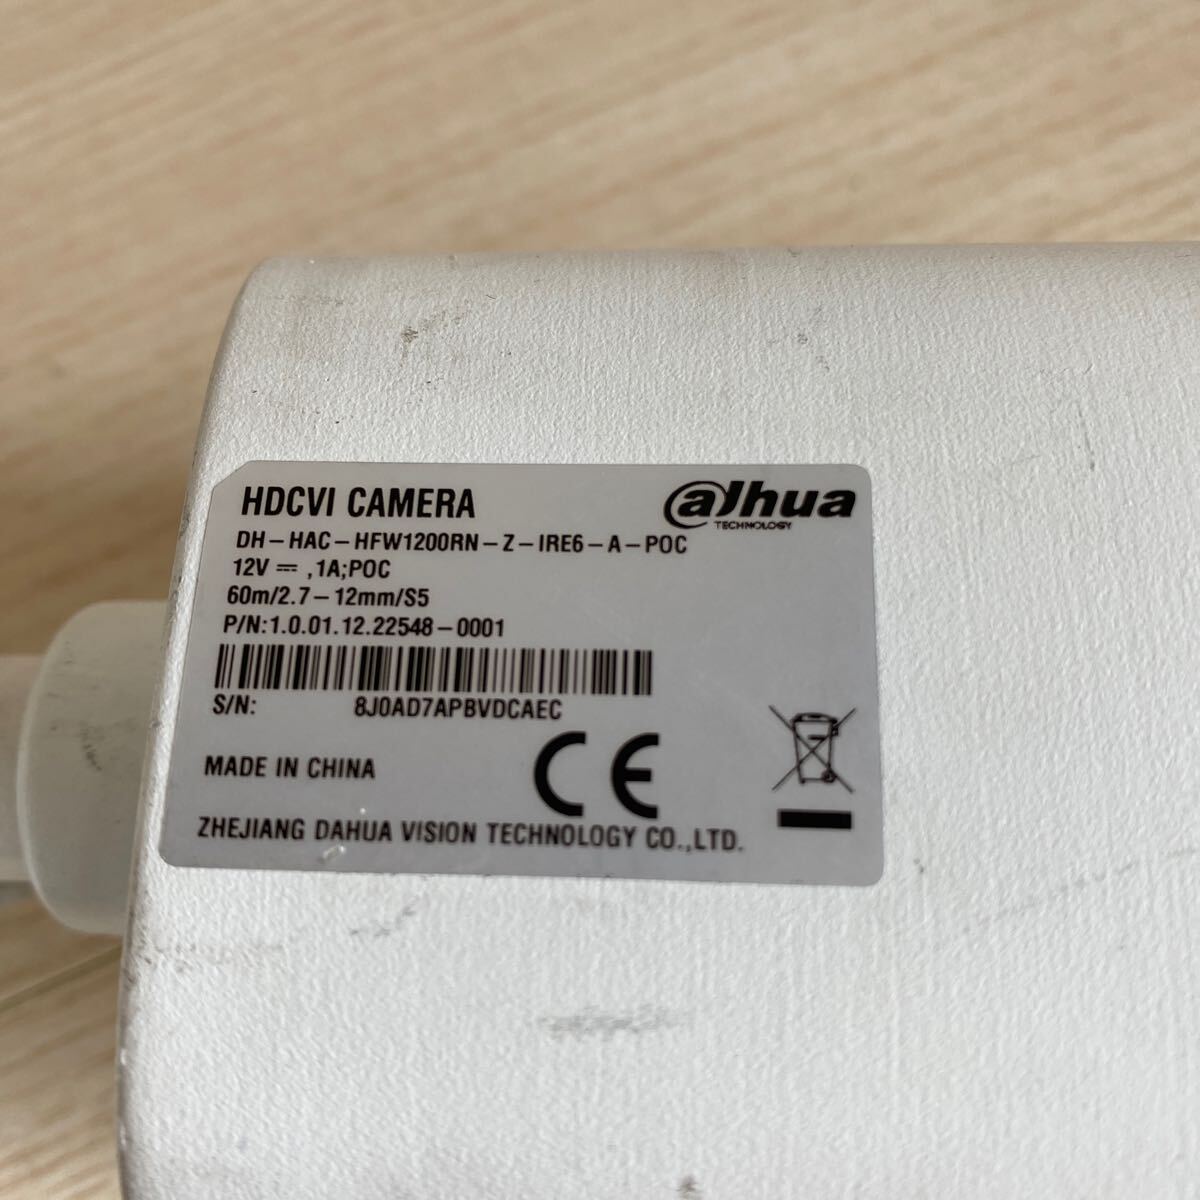 HDCVI CAMERA
alhua
TECHNOLOGY
DH-HAC-HFW1200RN-Z-IRE6-A-POC
12V ⎓ ,1A;POC
60m/2.7-12mm/S5
P/N:1.0.01.12.22548-0001
S/N: 8J0AD7APBVDCAEC
MADE IN CHINA
CE
ZHEJIANG DAHUA VISION TECHNOLOGY CO.,LTD.